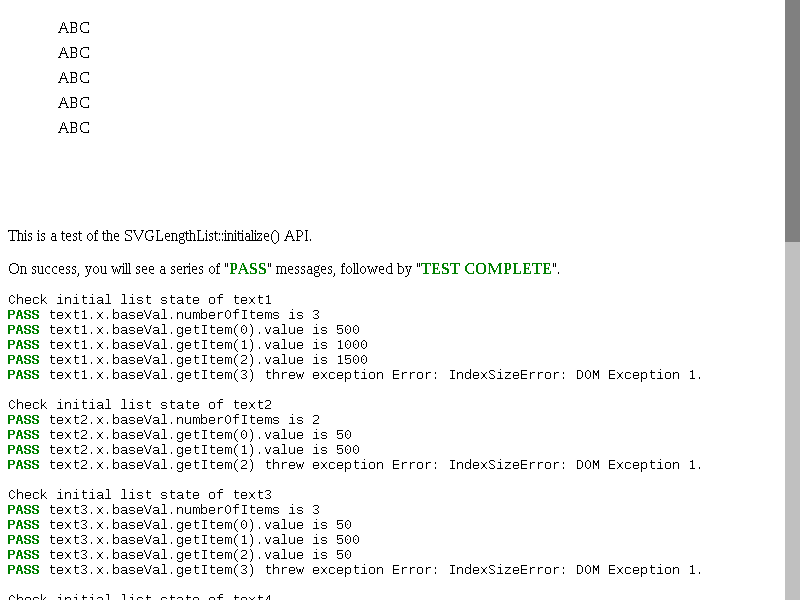 ABC
ABC
ABC
ABC
ABC
This is a test of the SVGLengthList::initialize() API.
On success, you will see a series of "PASS" messages, followed by "TEST COMPLETE".
Check initial list state of text1
PASS text1.x.baseVal.numberOfItems is 3
PASS text1.x.baseVal.getItem(0).value is 500
PASS text1.x.baseVal.getItem(1).value is 1000
PASS text1.x.baseVal.getItem(2).value is 1500
PASS text1.x.baseVal.getItem(3) threw exception Error: IndexSizeError: DOM Exception 1.
Check initial list state of text2
PASS text2.x.baseVal.numberOfItems is 2
PASS text2.x.baseVal.getItem(0).value is 50
PASS text2.x.baseVal.getItem(1).value is 500
PASS text2.x.baseVal.getItem(2) threw exception Error: IndexSizeError: DOM Exception 1.
Check initial list state of text3
PASS text3.x.baseVal.numberOfItems is 3
PASS text3.x.baseVal.getItem(0).value is 50
PASS text3.x.baseVal.getItem(1).value is 500
PASS text3.x.baseVal.getItem(2).value is 50
PASS text3.x.baseVal.getItem(3) threw exception Error: IndexSizeError: DOM Exception 1.
Check initial list state of text4